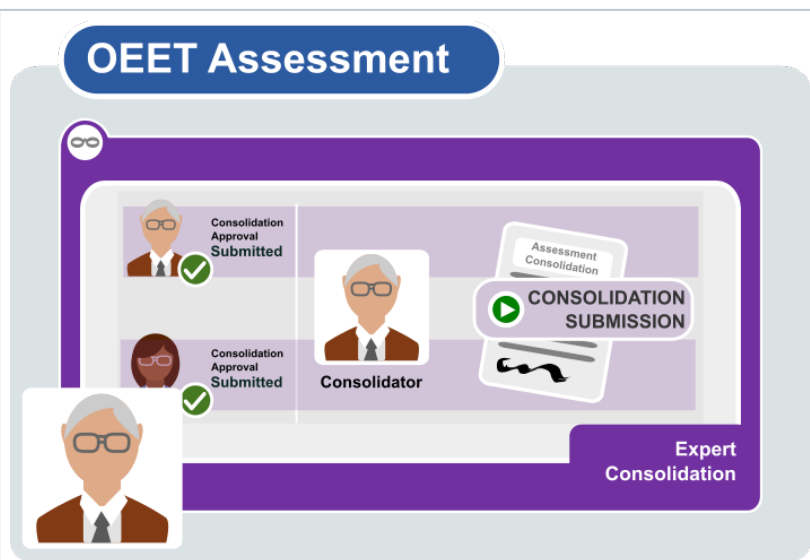 OEET Assessment
Consolidation
Approval
Submitted
Consolidation
Approval
Submitted
Consolidator
Assessment
Consolidation
CONSOLIDATION
SUBMISSION
Expert
Consolidation